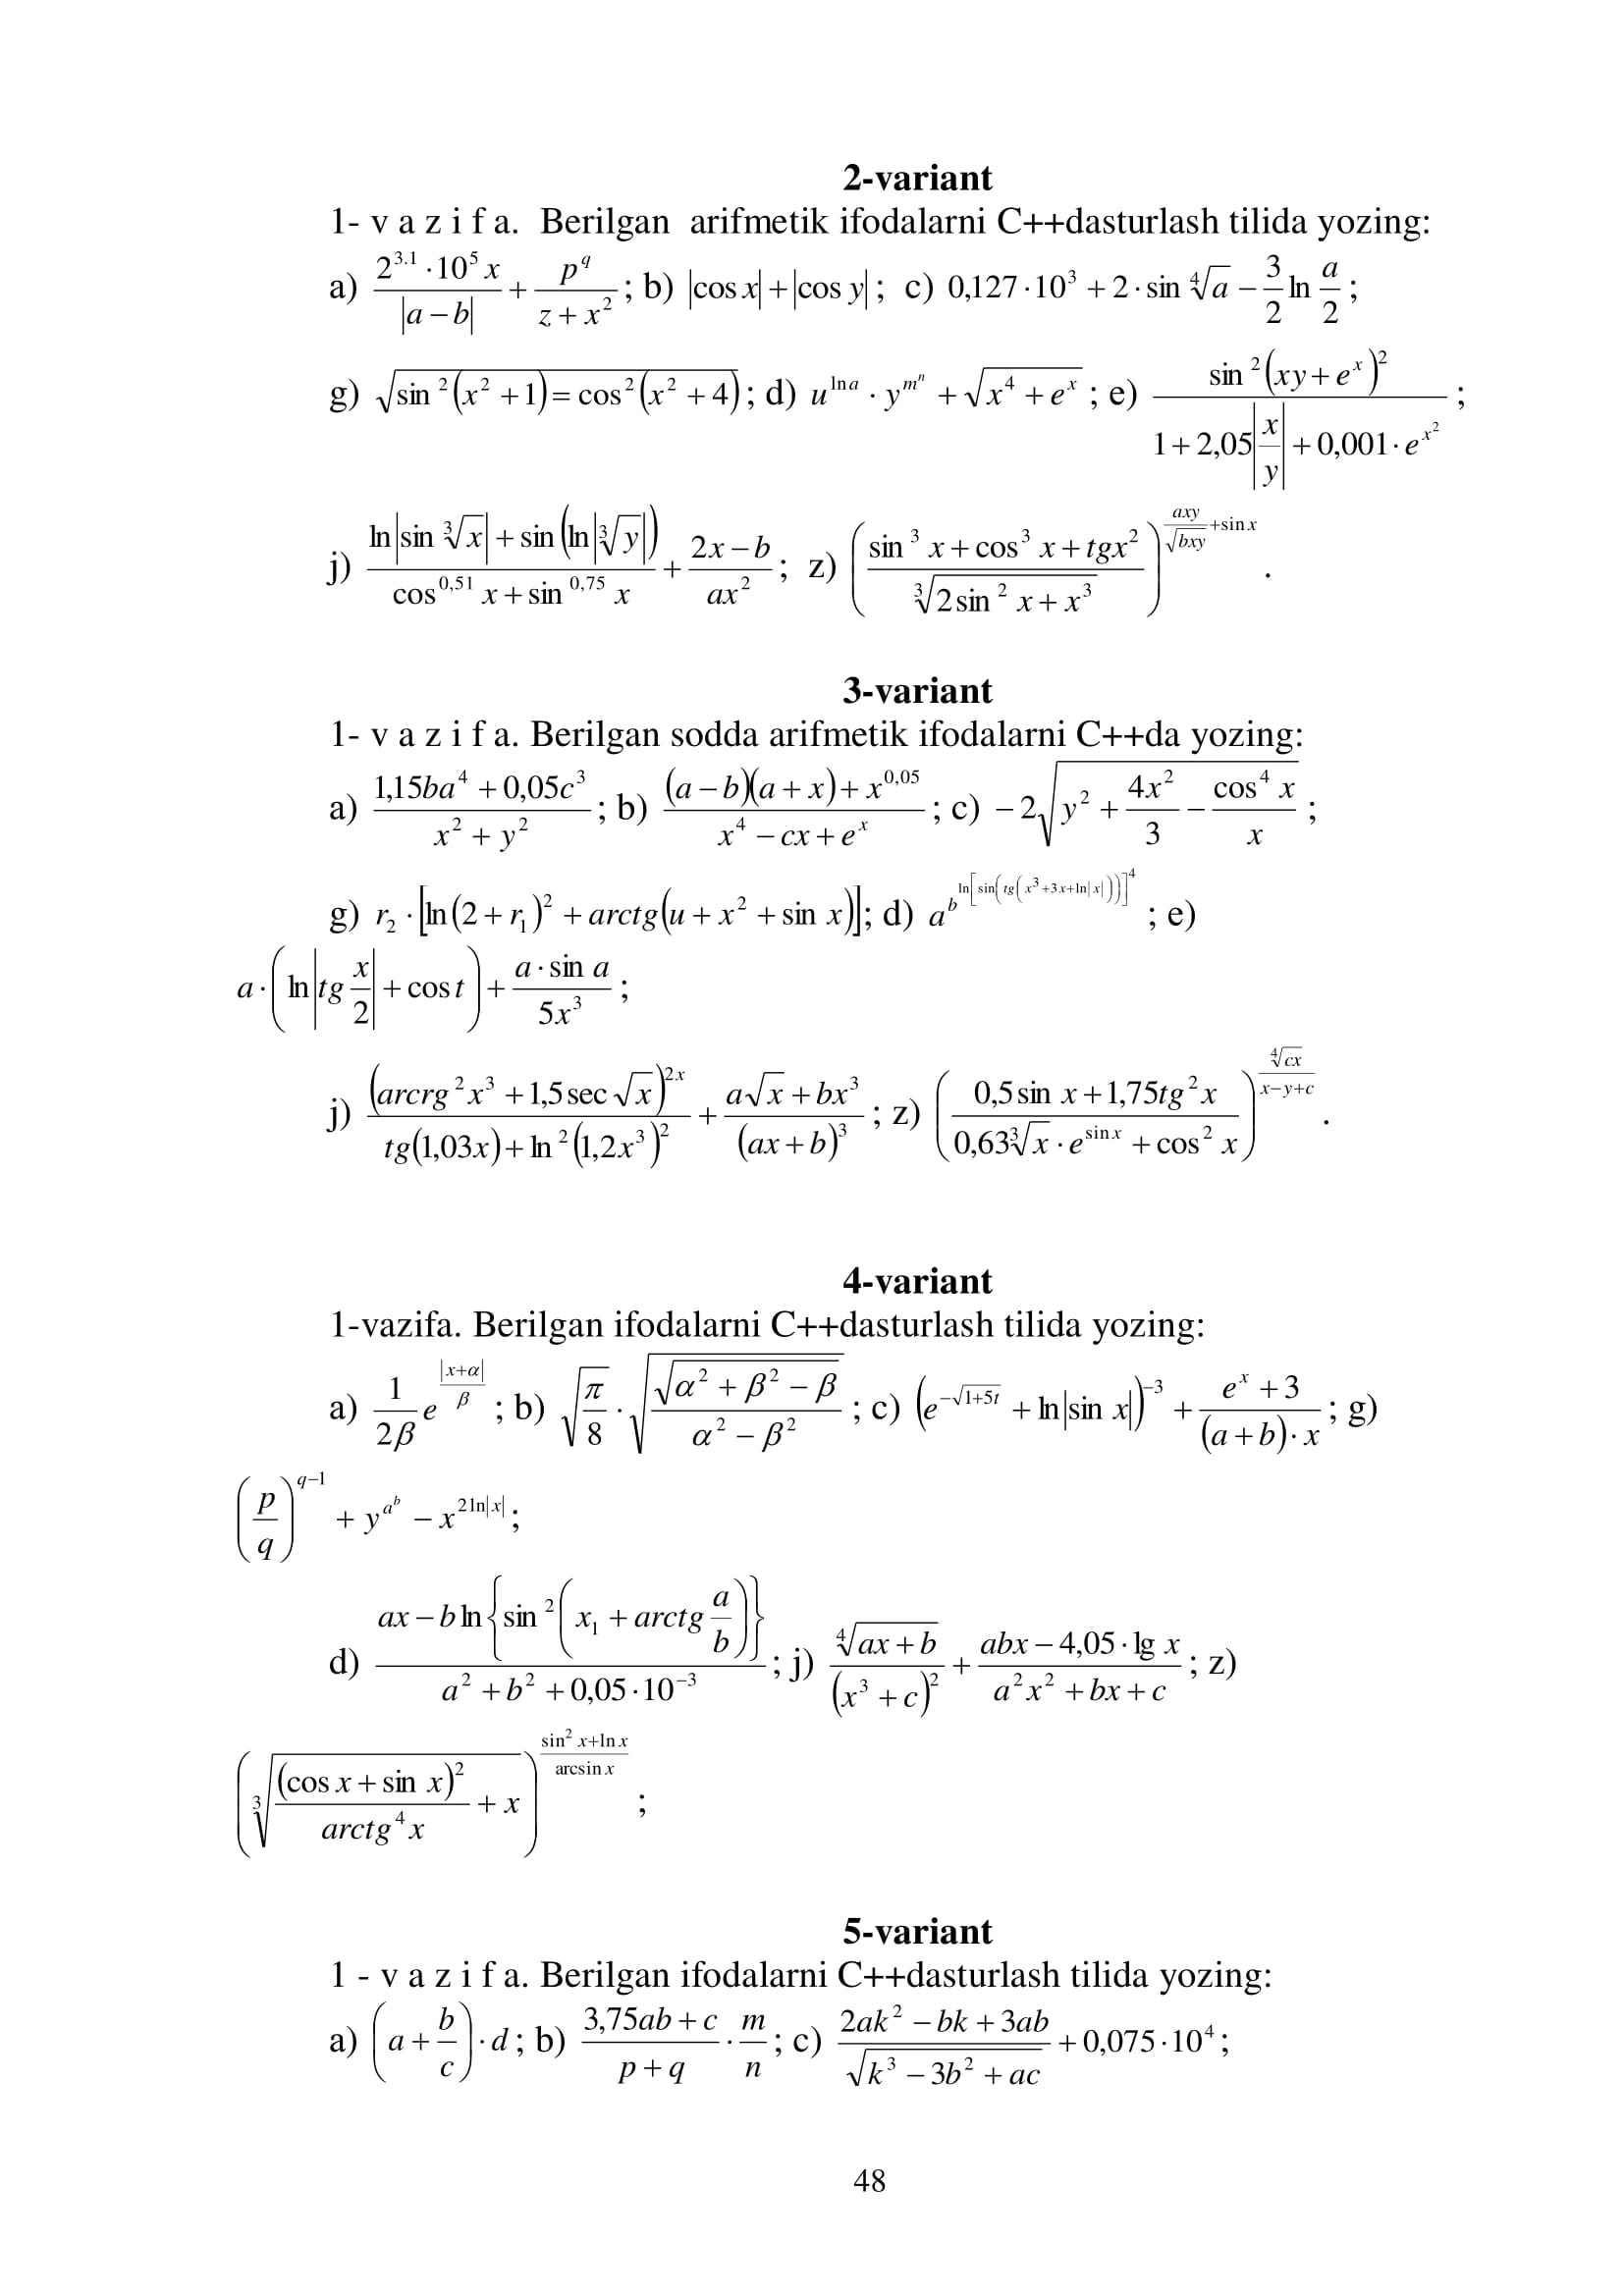 2-variant
1- v a z i f a. Berilgan arifmetik ifodalarni C++dasturlash tilida yozing:
a) $\frac{2^{3.1} \cdot 10^5 x}{|a-b|} + \frac{p^q}{z+x^2}$; b) $|\cos x| + |\cos y|$; c) $0,127 \cdot 10^3 + 2 \cdot \sin \sqrt[4]{a} - \frac{3}{2} \ln \frac{a}{2}$;
g) $\sqrt{\sin^2(x^2+1) = \cos^2(x^2+4)}$; d) $u^{\ln a} \cdot y^{m^n} + \sqrt{x^4 + e^x}$; e) $\frac{\sin^2(xy+e^x)^2}{1+2,05\left|\frac{x}{y}\right| + 0,001 \cdot e^{x^2}}$;
j) $\frac{\ln|\sin \sqrt[3]{x}| + \sin(\ln|\sqrt[3]{y}|)}{\cos^{0,51} x + \sin^{0,75} x} + \frac{2x-b}{ax^2}$; z) $\left(\frac{\sin^3 x + \cos^3 x + tgx^2}{\sqrt[3]{2\sin^2 x + x^3}}\right)^{\frac{axy}{\sqrt{bxy}} + \sin x}$.
3-variant
1- v a z i f a. Berilgan sodda arifmetik ifodalarni C++da yozing:
a) $\frac{1,15ba^4 + 0,05c^3}{x^2+y^2}$; b) $\frac{(a-b)(a+x)+x^{0,05}}{x^4-cx+e^x}$; c) $-2\sqrt{y^2 + \frac{4x^2}{3} - \frac{\cos^4 x}{x}}$;
g) $r_2 \cdot [\ln(2+r_1)^2 + arctg(u+x^2+\sin x)]$; d) $a^{b^{\ln[\sin(tg(x^3+3x+\ln|x|))]^4}}$; e)
$a \cdot \left(\ln\left|tg\frac{x}{2}\right| + \cos t\right) + \frac{a \cdot \sin a}{5x^3}$;
j) $\frac{(arcrg^2x^3 + 1,5\sec\sqrt{x})^{2x}}{tg(1,03x) + \ln^2(1,2x^3)^2} + \frac{a\sqrt{x}+bx^3}{(ax+b)^3}$; z) $\left(\frac{0,5\sin x + 1,75tg^2x}{0,63\sqrt[3]{x} \cdot e^{\sin x} + \cos^2 x}\right)^{\frac{\sqrt[4]{cx}}{x-y+c}}$.
4-variant
1-vazifa. Berilgan ifodalarni C++dasturlash tilida yozing:
a) $\frac{1}{2\beta} e^{\frac{|x+\alpha|}{\beta}}$; b) $\sqrt{\frac{\pi}{8}} \cdot \sqrt{\frac{\sqrt{\alpha^2+\beta^2-\beta}}{\alpha^2-\beta^2}}$; c) $(e^{-\sqrt{1+5t}} + \ln|\sin x|)^{-3} + \frac{e^x+3}{(a+b) \cdot x}$; g)
$\left(\frac{p}{q}\right)^{q-1} + y^{a^b} - x^{2\ln|x|}$;
d) $\frac{ax - b\ln\left\{\sin^2\left(x_1 + arctg\frac{a}{b}\right)\right\}}{a^2+b^2+0,05 \cdot 10^{-3}}$; j) $\frac{\sqrt[4]{ax+b}}{(x^3+c)^2} + \frac{abx - 4,05 \cdot \lg x}{a^2x^2+bx+c}$; z)
$\left(\sqrt[3]{\frac{(\cos x + \sin x)^2}{arctg^4x} + x}\right)^{\frac{\sin^2 x + \ln x}{\arcsin x}}$;
5-variant
1 - v a z i f a. Berilgan ifodalarni C++dasturlash tilida yozing:
a) $\left(a + \frac{b}{c}\right) \cdot d$; b) $\frac{3,75ab+c}{p+q} \cdot \frac{m}{n}$; c) $\frac{2ak^2 - bk + 3ab}{\sqrt{k^3 - 3b^2 + ac}} + 0,075 \cdot 10^4$;
48